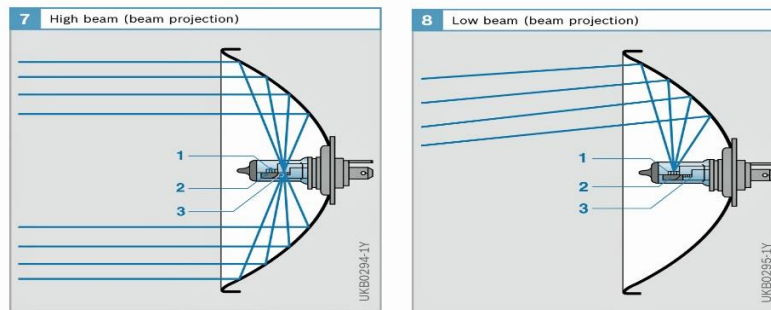 7 High beam (beam projection)
1
2
3
UKB0294-1Y
8 Low beam (beam projection)
1
2
3
UKB0295-1Y